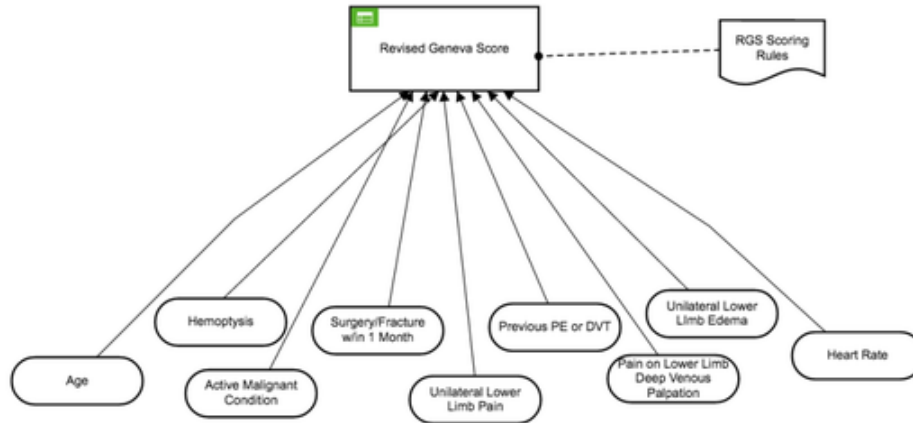 Revised Geneva Score
RGS Scoring
Rules
Hemoptysis
Surgery/Fracture
w/in 1 Month
Previous PE or DVT
Unilateral Lower
LImb Edema
Age
Active Malignant
Condition
Unilateral Lower
Limb Pain
Pain on Lower Limb
Deep Venous
Palpation
Heart Rate